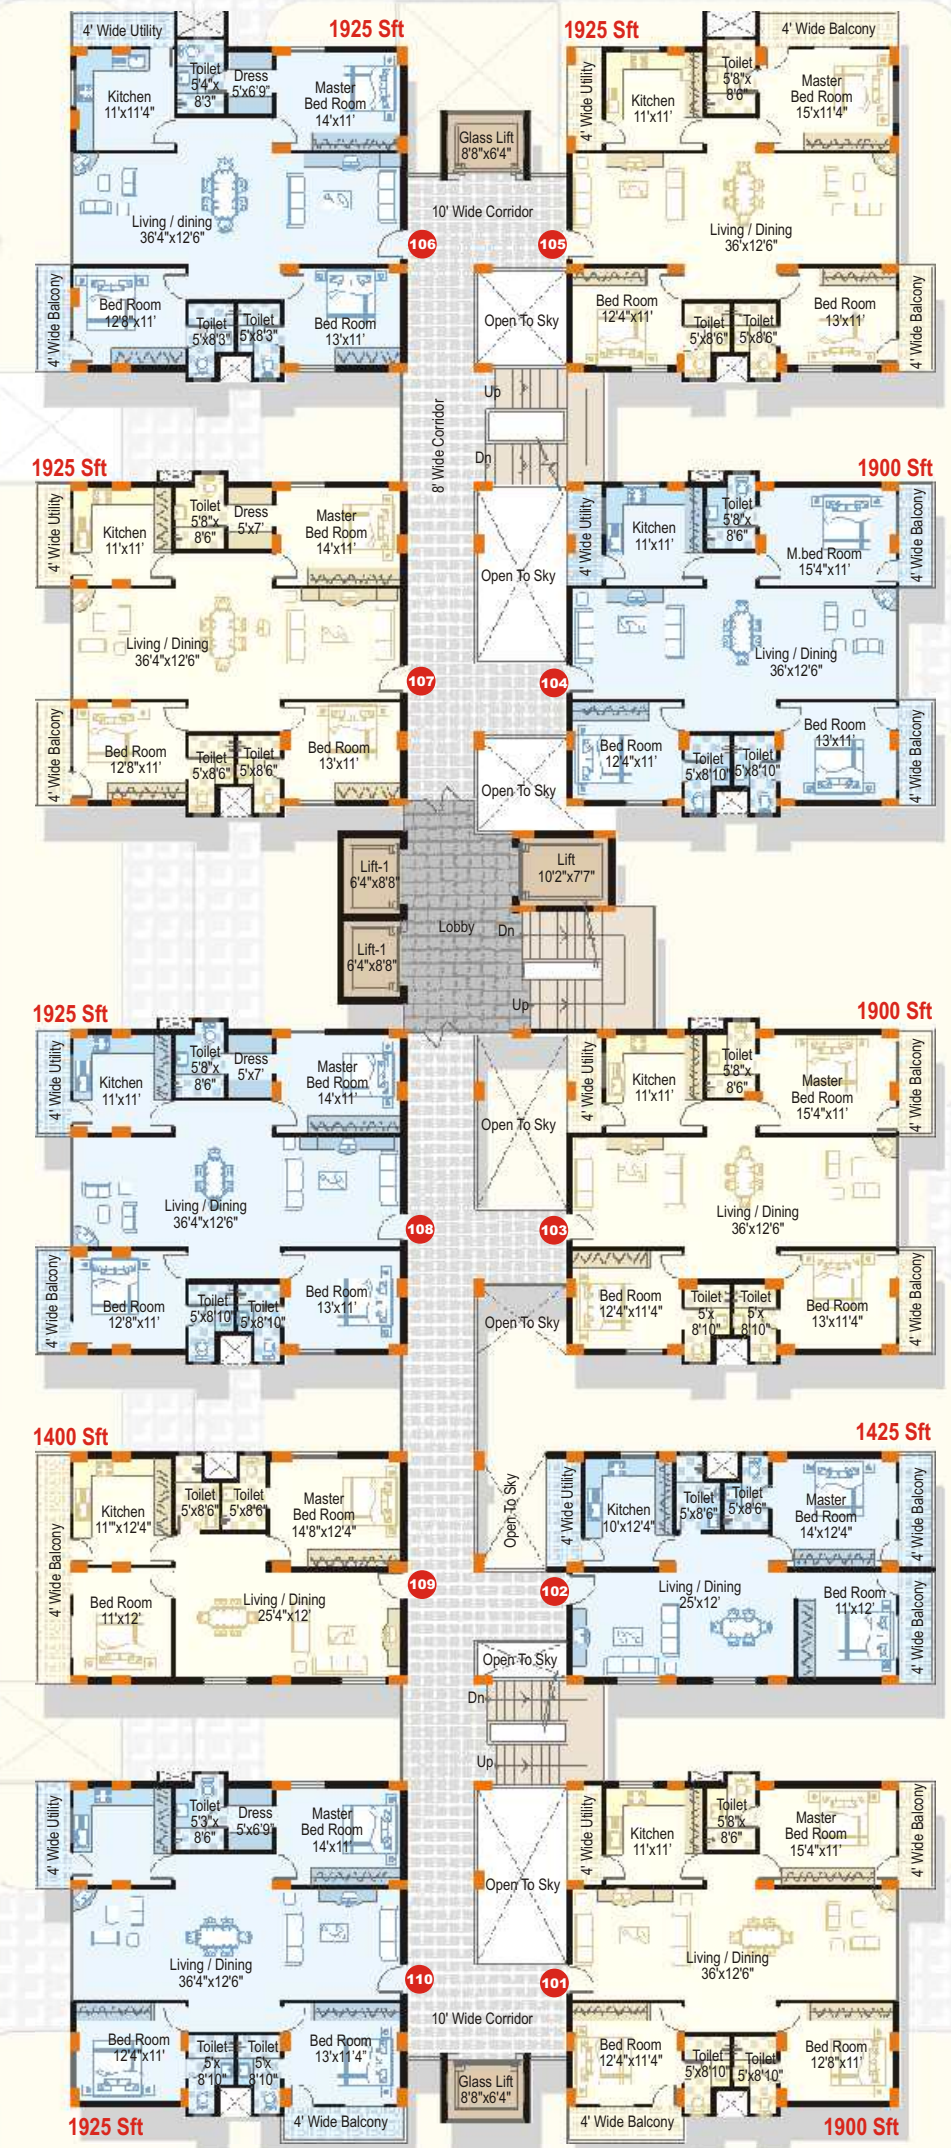 4' Wide Utility
1925 Sft
Toilet
5'4"x
8'3"
Dress
5'x6'9"
Kitchen
11'x11'4"
Master
Bed Room
14'x11'
Living / dining
36'4"x12'6"
106
4' Wide Balcony
Bed Room
12'8"x11'
Toilet
5'x8'3"
Toilet
5'x8'3"
Bed Room
13'x11'
Glass Lift
8'8"x6'4"
10' Wide Corridor
1925 Sft
4' Wide Balcony
4' Wide Utility
Kitchen
11'x11'
Toilet
5'8"x
8'6"
Master
Bed Room
15'x11'4"
Living / Dining
36'x12'6"
105
Open To Sky
Bed Room
12'4"x11'
Toilet
5'x8'6"
Toilet
5'x8'6"
Bed Room
13'x11'
4' Wide Balcony
Up
Dn
8' Wide Corridor
1925 Sft
4' Wide Utility
Kitchen
11'x11'
Toilet
5'8"x
8'6"
Dress
5'x7'
Master
Bed Room
14'x11'
Living / Dining
36'4"x12'6"
107
4' Wide Balcony
Bed Room
12'8"x11'
Toilet
5'x8'6"
Toilet
5'x8'6"
Bed Room
13'x11'
Open To Sky
1900 Sft
4' Wide Utility
Kitchen
11'x11'
Toilet
5'8"x
8'6"
M.bed Room
15'4"x11'
4' Wide Balcony
Living / Dining
36'x12'6"
104
Open To Sky
Bed Room
12'4"x11'
Toilet
5'x8'10"
Toilet
5'x8'10"
Bed Room
13'x11'
4' Wide Balcony
Lift-1
6'4"x8'8"
Lift
10'2"x7'7"
Lobby
Dn
Lift-1
6'4"x8'8"
Up
1925 Sft
4' Wide Utility
Kitchen
11'x11'
Toilet
5'8"x
8'6"
Dress
5'x7'
Master
Bed Room
14'x11'
Living / Dining
36'4"x12'6"
108
4' Wide Balcony
Bed Room
12'8"x11'
Toilet
5'x8'10"
Toilet
5'x8'10"
Bed Room
13'x11'
Open To Sky
1900 Sft
4' Wide Utility
Kitchen
11'x11'
Toilet
5'8"x
8'6"
Master
Bed Room
15'4"x11'
4' Wide Balcony
Living / Dining
36'x12'6"
103
Open To Sky
Bed Room
12'4"x11'4"
Toilet
5'x
8'10"
Toilet
5'x
8'10"
Bed Room
13'x11'4"
4' Wide Balcony
1400 Sft
4' Wide Balcony
Kitchen
11"x12'4"
Toilet
5'x8'6"
Toilet
5'x8'6"
Master
Bed Room
14'8"x12'4"
Bed Room
11'x12'
Living / Dining
25'4"x12'
109
Open To Sky
1425 Sft
4' Wide Utility
Kitchen
10'x12'4"
Toilet
5'x8'6"
Toilet
5'x8'6"
Master
Bed Room
14'x12'4"
4' Wide Balcony
102
Living / Dining
25'x12'
Bed Room
11'x12'
4' Wide Balcony
Open To Sky
Dn
Up
4' Wide Utility
Toilet
5'3"x
8'6"
Dress
5'x6'9"
Master
Bed Room
14'x11'
Living / Dining
36'4"x12'6"
110
Bed Room
12'4"x11'
Toilet
5'x
8'10"
Toilet
5'x
8'10"
Bed Room
13'x11'4"
4' Wide Balcony
1925 Sft
Open To Sky
4' Wide Utility
Kitchen
11'x11'
Toilet
5'8"x
8'6"
Master
Bed Room
15'4"x11'
4' Wide Balcony
Living / Dining
36'x12'6"
101
10' Wide Corridor
Glass Lift
8'8"x6'4"
Bed Room
12'4"x11'4"
Toilet
5'x8'10"
Toilet
5'x8'10"
Bed Room
12'8"x11'
4' Wide Balcony
1900 Sft